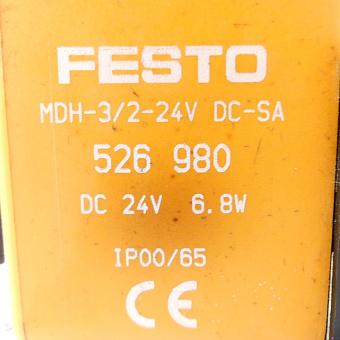 FESTO
MDH-3/2-24V DC-SA
526 980
DC 24V 6.8W
IP00/65
CE